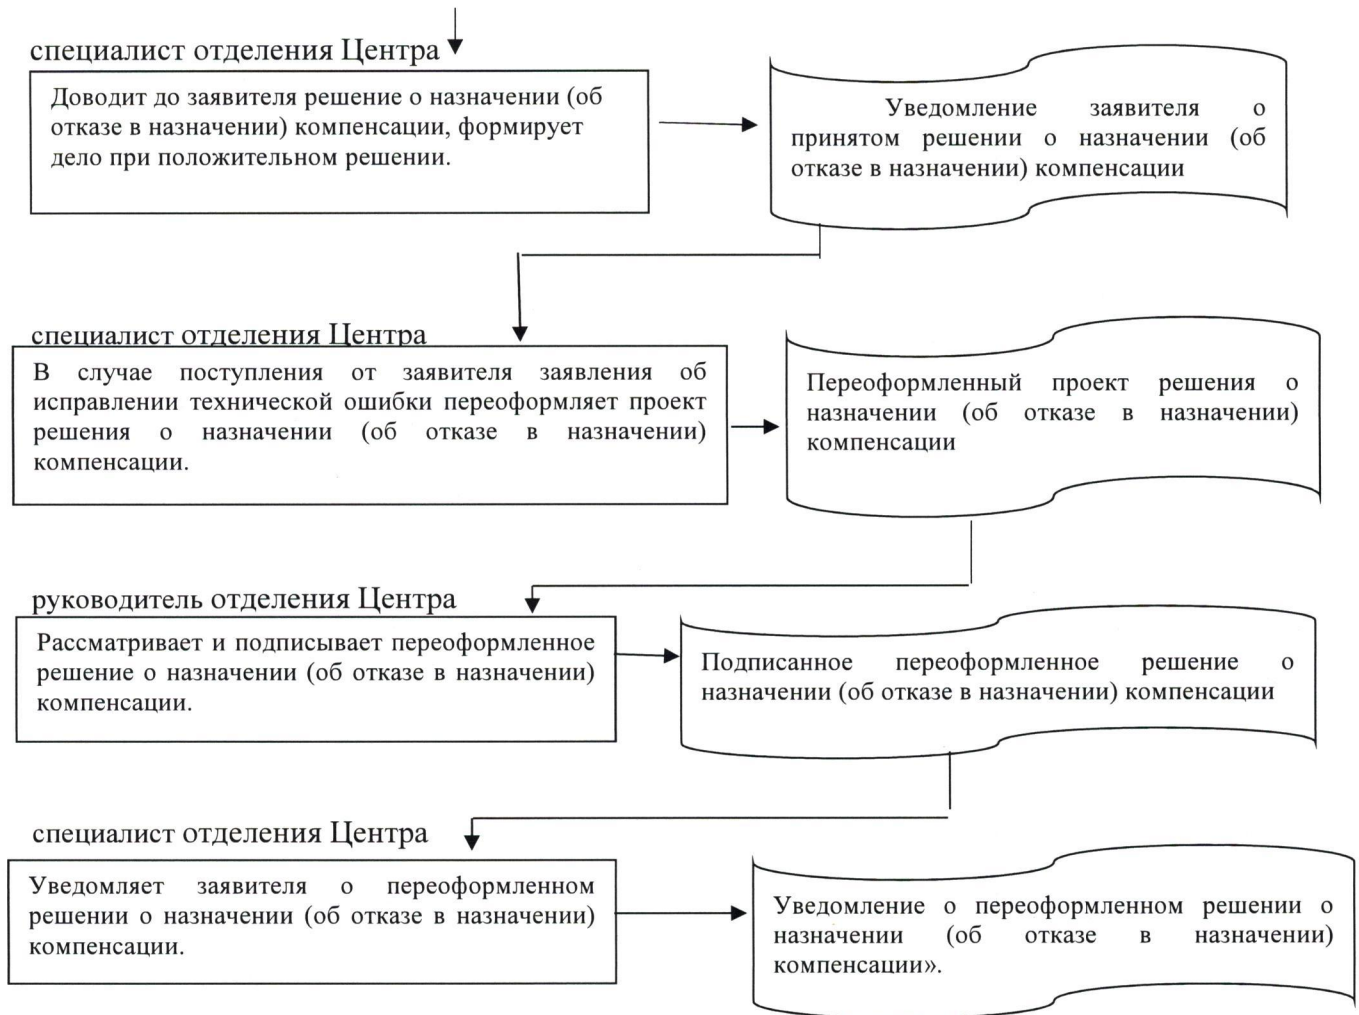 специалист отделения Центра
Доводит до заявителя решение о назначении (об
отказе в назначении) компенсации, формирует
дело при положительном решении.
Уведомление заявителя о
принятом решении о назначении (об
отказе в назначении) компенсации
специалист отделения Центра
В случае поступления от заявителя заявления об
исправлении технической ошибки переоформляет проект
решения о назначении (об отказе в назначении)
компенсации.
Переоформленный проект решения о
назначении (об отказе в назначении)
компенсации
руководитель отделения Центра
Рассматривает и подписывает переоформленное
решение о назначении (об отказе в назначении)
компенсации.
Подписанное переоформленное решение о
назначении (об отказе в назначении) компенсации
специалист отделения Центра
Уведомляет заявителя о переоформленном
решении о назначении (об отказе в назначении)
компенсации.
Уведомление о переоформленном решении о
назначении (об отказе в назначении)
компенсации».